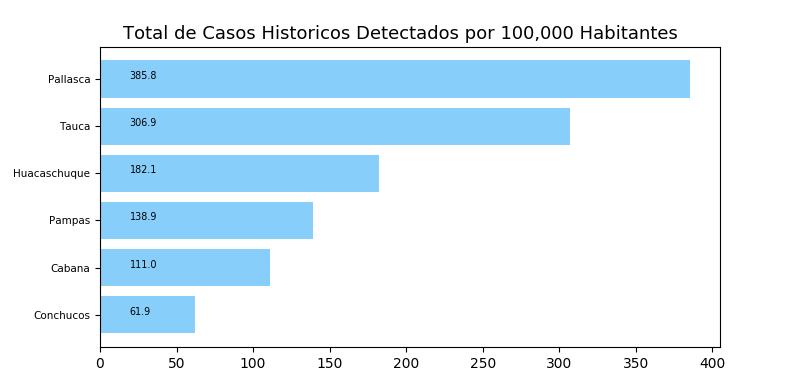 Total de Casos Historicos Detectados por 100,000 Habitantes
Pallasca 385.8
Tauca 306.9
Huacaschuque 182.1
Pampas 138.9
Cabana 111.0
Conchucos 61.9
0 50 100 150 200 250 300 350 400